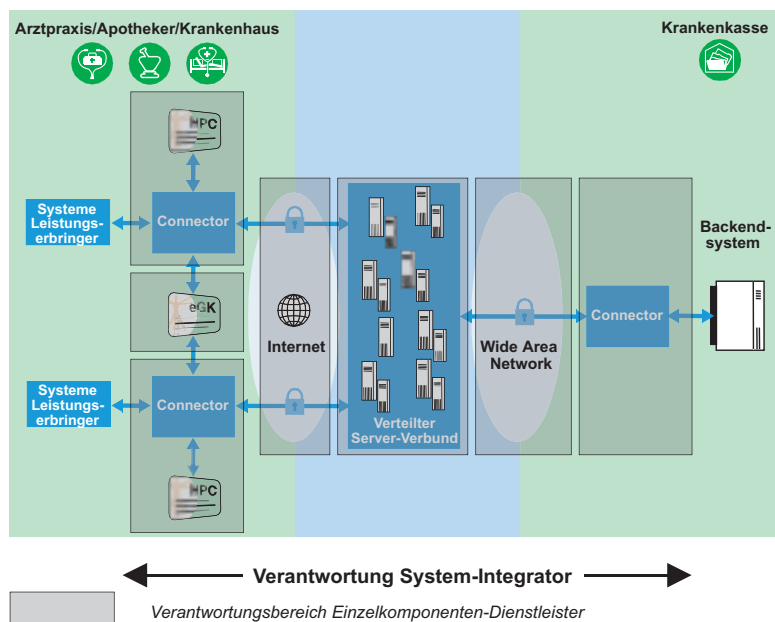 Arztpraxis/Apotheker/Krankenhaus
Krankenkasse
HPC
Systeme
Leistungs-
erbringer
Connector
eGK
Internet
Systeme
Leistungs-
erbringer
Connector
HPC
Verteilter
Server-Verbund
Wide Area
Network
Connector
Backend-
system
Verantwortung System-Integrator
Verantwortungsbereich Einzelkomponenten-Dienstleister